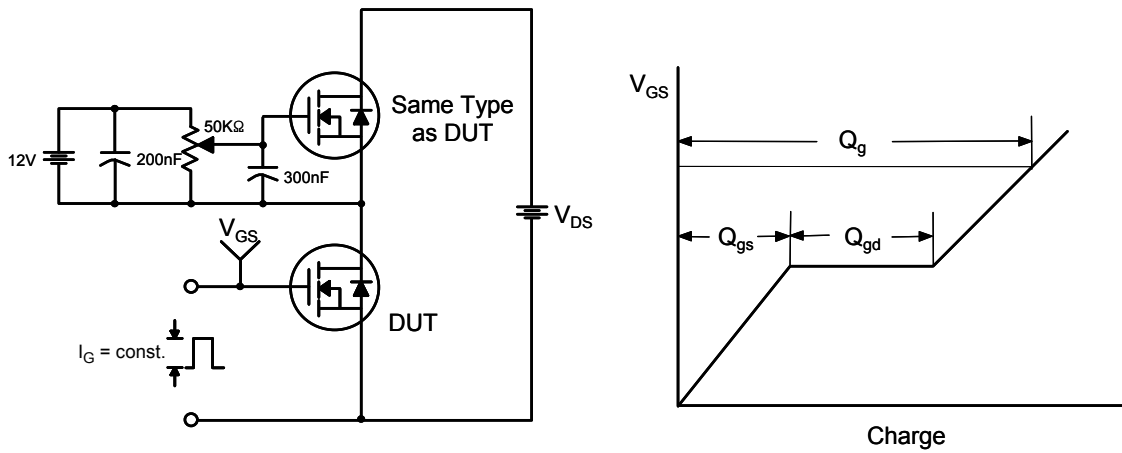 12V
200nF
50KΩ
300nF
Same Type
as DUT
V_DS
V_GS
DUT
I_G = const.
V_GS
Q_g
Q_gs
Q_gd
Charge